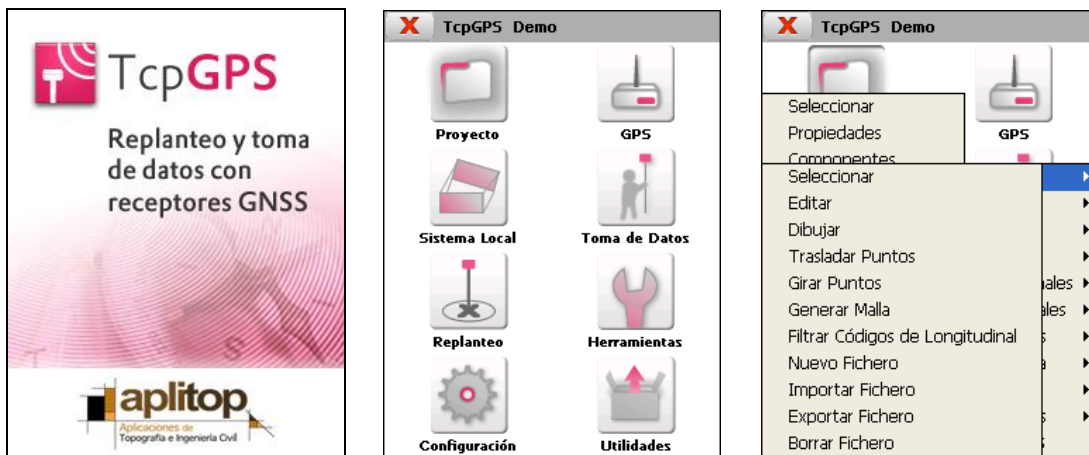 TcpGPS
Replanteo y toma
de datos con
receptores GNSS
aplitop
Aplicaciones de
Topografía e Ingeniería Civil
X TcpGPS Demo
Proyecto GPS
Sistema Local Toma de Datos
Replanteo Herramientas
Configuración Utilidades
X TcpGPS Demo
GPS
Seleccionar
Propiedades
Componentes
Seleccionar
Editar
Dibujar
Trasladar Puntos
Girar Puntos
Generar Malla
Filtrar Códigos de Longitudinal
Nuevo Fichero
Importar Fichero
Exportar Fichero
Borrar Fichero